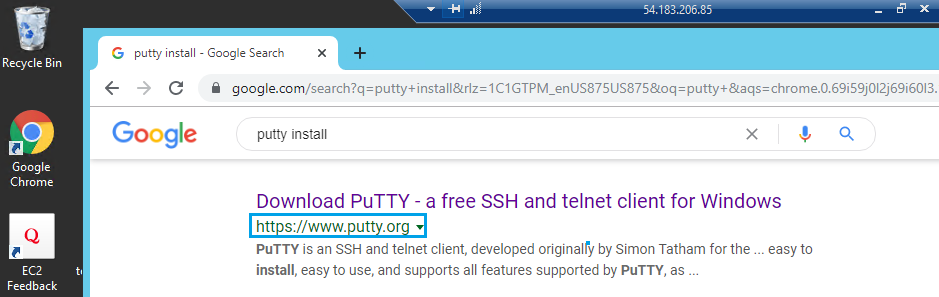 54.183.206.85
Recycle Bin
putty install - Google Search
google.com/search?q=putty+install&rlz=1C1GTPM_enUS875US875&oq=putty+&aqs=chrome.0.69i59j0l2j69i60l3.
Google
putty install
Google
Chrome
Download PuTTY - a free SSH and telnet client for Windows
https://www.putty.org
PuTTY is an SSH and telnet client, developed originally by Simon Tatham for the ... easy to
install, easy to use, and supports all features supported by PuTTY, as ...
Q
EC2
Feedback
to